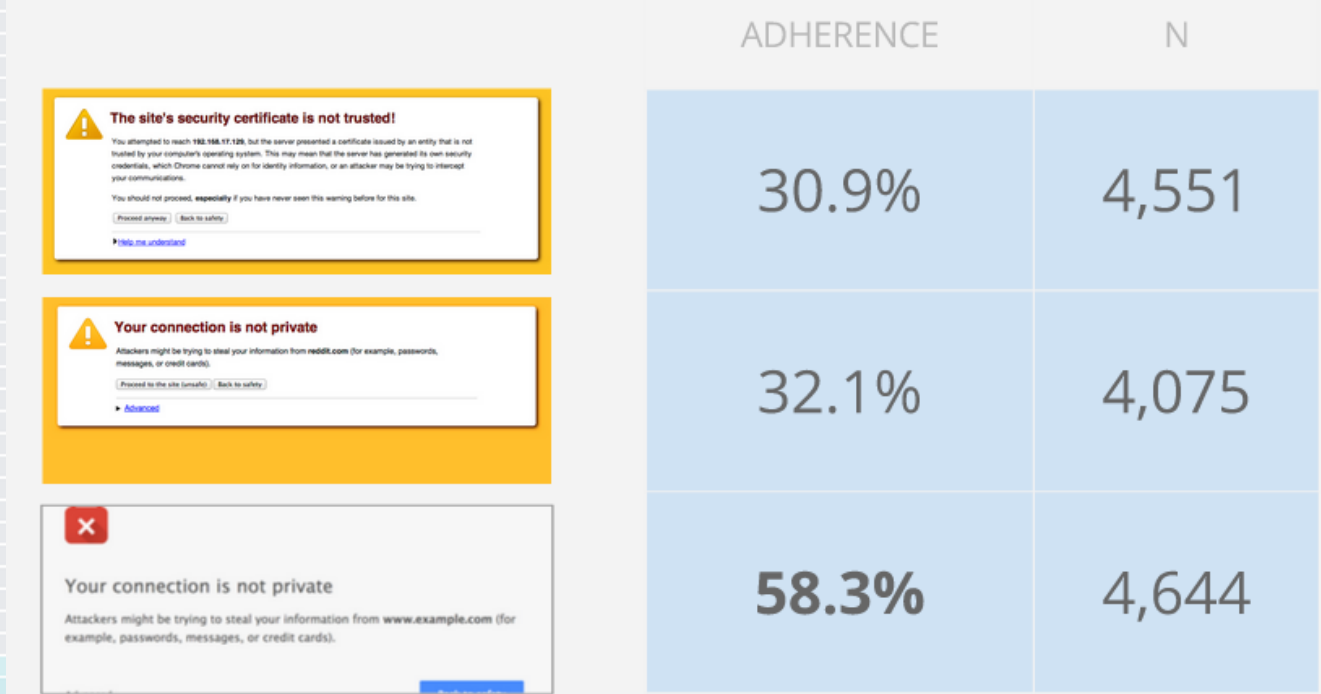 ADHERENCE N
The site's security certificate is not trusted!
You attempted to reach 192.168.17.129, but the server presented a certificate issued by an entity that is not
trusted by your computer's operating system. This may mean that the server has generated its own security
credentials, which Chrome cannot rely on for identity information, or an attacker may be trying to intercept
your communications.
You should not proceed, especially if you have never seen this warning before for this site.
Proceed anyway Back to safety
Help me understand
30.9% 4,551
Your connection is not private
Attackers might be trying to steal your information from reddit.com (for example, passwords,
messages, or credit cards).
Proceed to the site (unsafe) Back to safety
Advanced
32.1% 4,075
Your connection is not private
Attackers might be trying to steal your information from www.example.com (for
example, passwords, messages, or credit cards).
58.3% 4,644